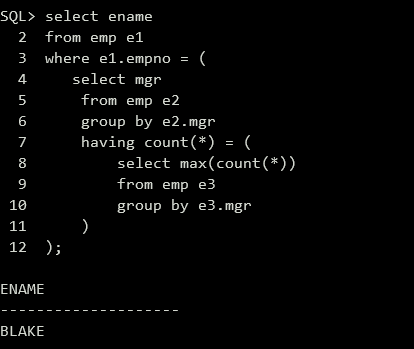 SQL> select ename
  2  from emp e1
  3  where e1.empno = (
  4     select mgr
  5      from emp e2
  6      group by e2.mgr
  7      having count(*) = (
  8          select max(count(*))
  9          from emp e3
 10          group by e3.mgr
 11      )
 12  );
ENAME
--------------------
BLAKE